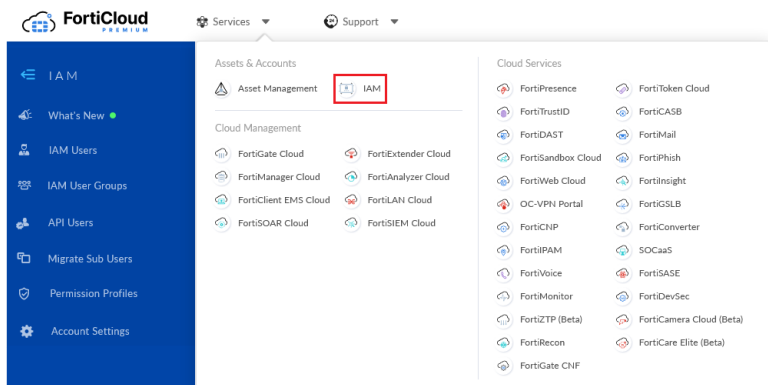 FortiCloud
PREMIUM
Services
Support
IAM
What's New
IAM Users
IAM User Groups
API Users
Migrate Sub Users
Permission Profiles
Account Settings
Assets & Accounts
Asset Management
IAM
Cloud Management
FortiGate Cloud
FortiExtender Cloud
FortiManager Cloud
FortiAnalyzer Cloud
FortiClient EMS Cloud
FortiLAN Cloud
FortiSOAR Cloud
FortiSIEM Cloud
Cloud Services
FortiPresence
FortiToken Cloud
FortiTrustID
FortiCASB
FortiDAST
FortiMail
FortiSandbox Cloud
FortiPhish
FortiWeb Cloud
FortiInsight
OC-VPN Portal
FortiGSLB
FortiCNP
FortiConverter
FortiIPAM
SOCaaS
FortiVoice
FortiSASE
FortiMonitor
FortiDevSec
FortiZTP (Beta)
FortiCamera Cloud (Beta)
FortiRecon
FortiCare Elite (Beta)
FortiGate CNF